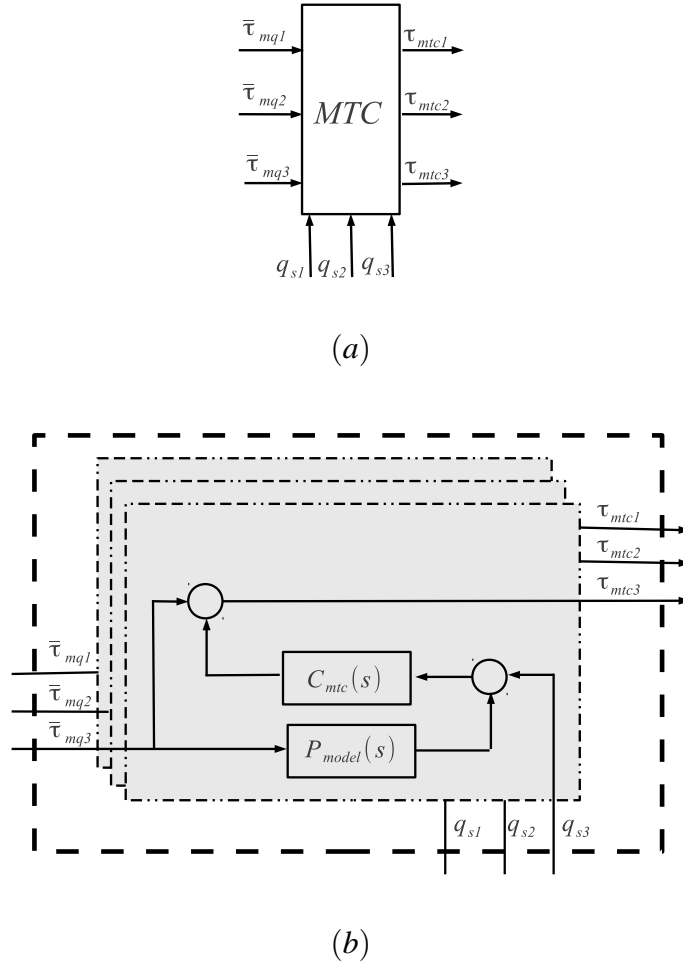 τ̄mq1 τmtc1
τ̄mq2 MTC τmtc2
τ̄mq3 τmtc3
qs1 qs2 qs3
(a)
τmtc1
τmtc2
τmtc3
τ̄mq1
Cmtc(s)
τ̄mq2
τ̄mq3
Pmodel(s)
qs1 qs2 qs3
(b)